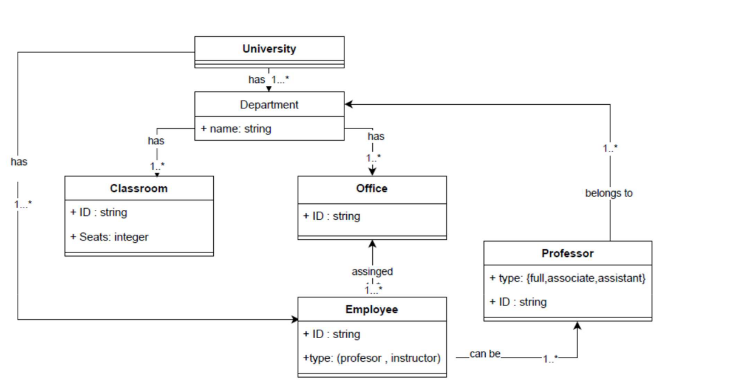 University
has 1...*
Department
+ name: string
has
1..*
has
1..*
has
1...*
Classroom
+ ID : string
+ Seats: integer
Office
+ ID : string
1..*
belongs to
assinged
1...*
Professor
+ type: {full,associate,assistant}
+ ID : string
Employee
+ ID : string
+type: (profesor , instructor)
can be
1..*